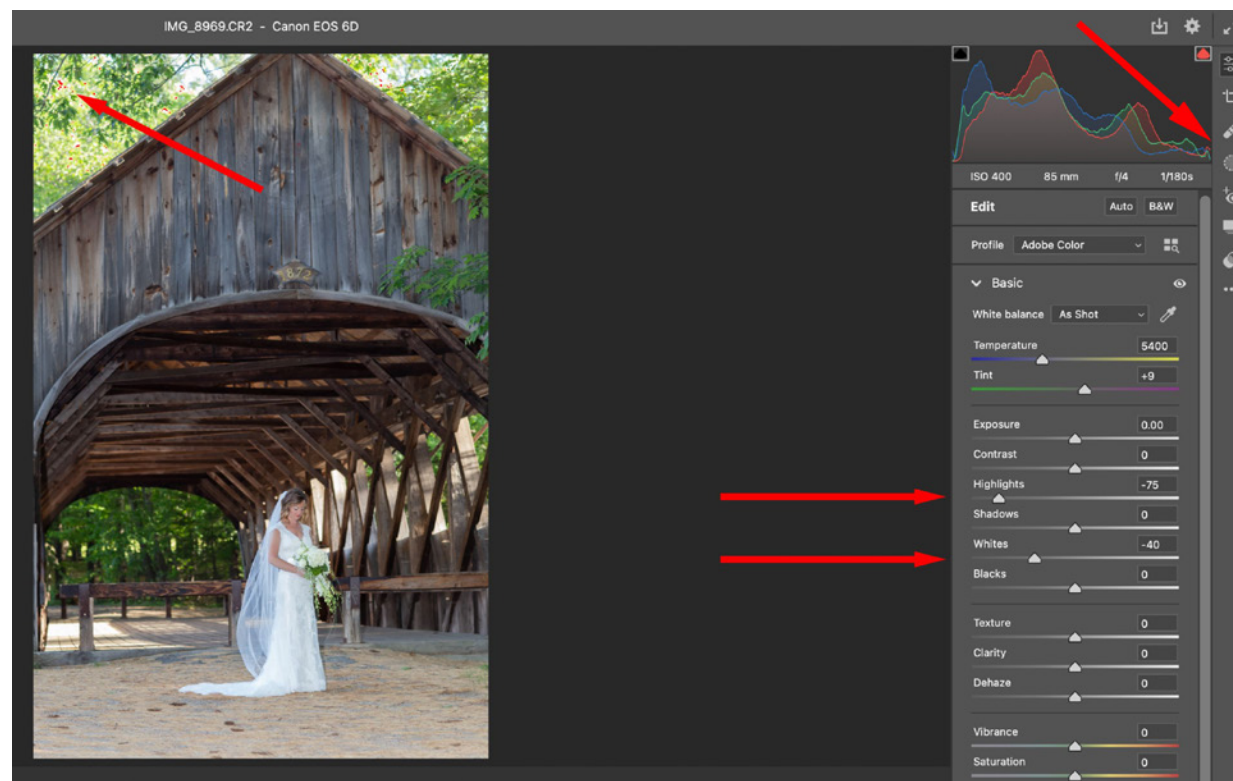 IMG_8969.CR2 - Canon EOS 6D
ISO 400 85 mm f/4 1/180s
Edit Auto B&W
Profile Adobe Color
Basic
White balance As Shot
Temperature 5400
Tint +9
Exposure 0.00
Contrast 0
Highlights -75
Shadows 0
Whites -40
Blacks 0
Texture 0
Clarity 0
Dehaze 0
Vibrance 0
Saturation 0
1872